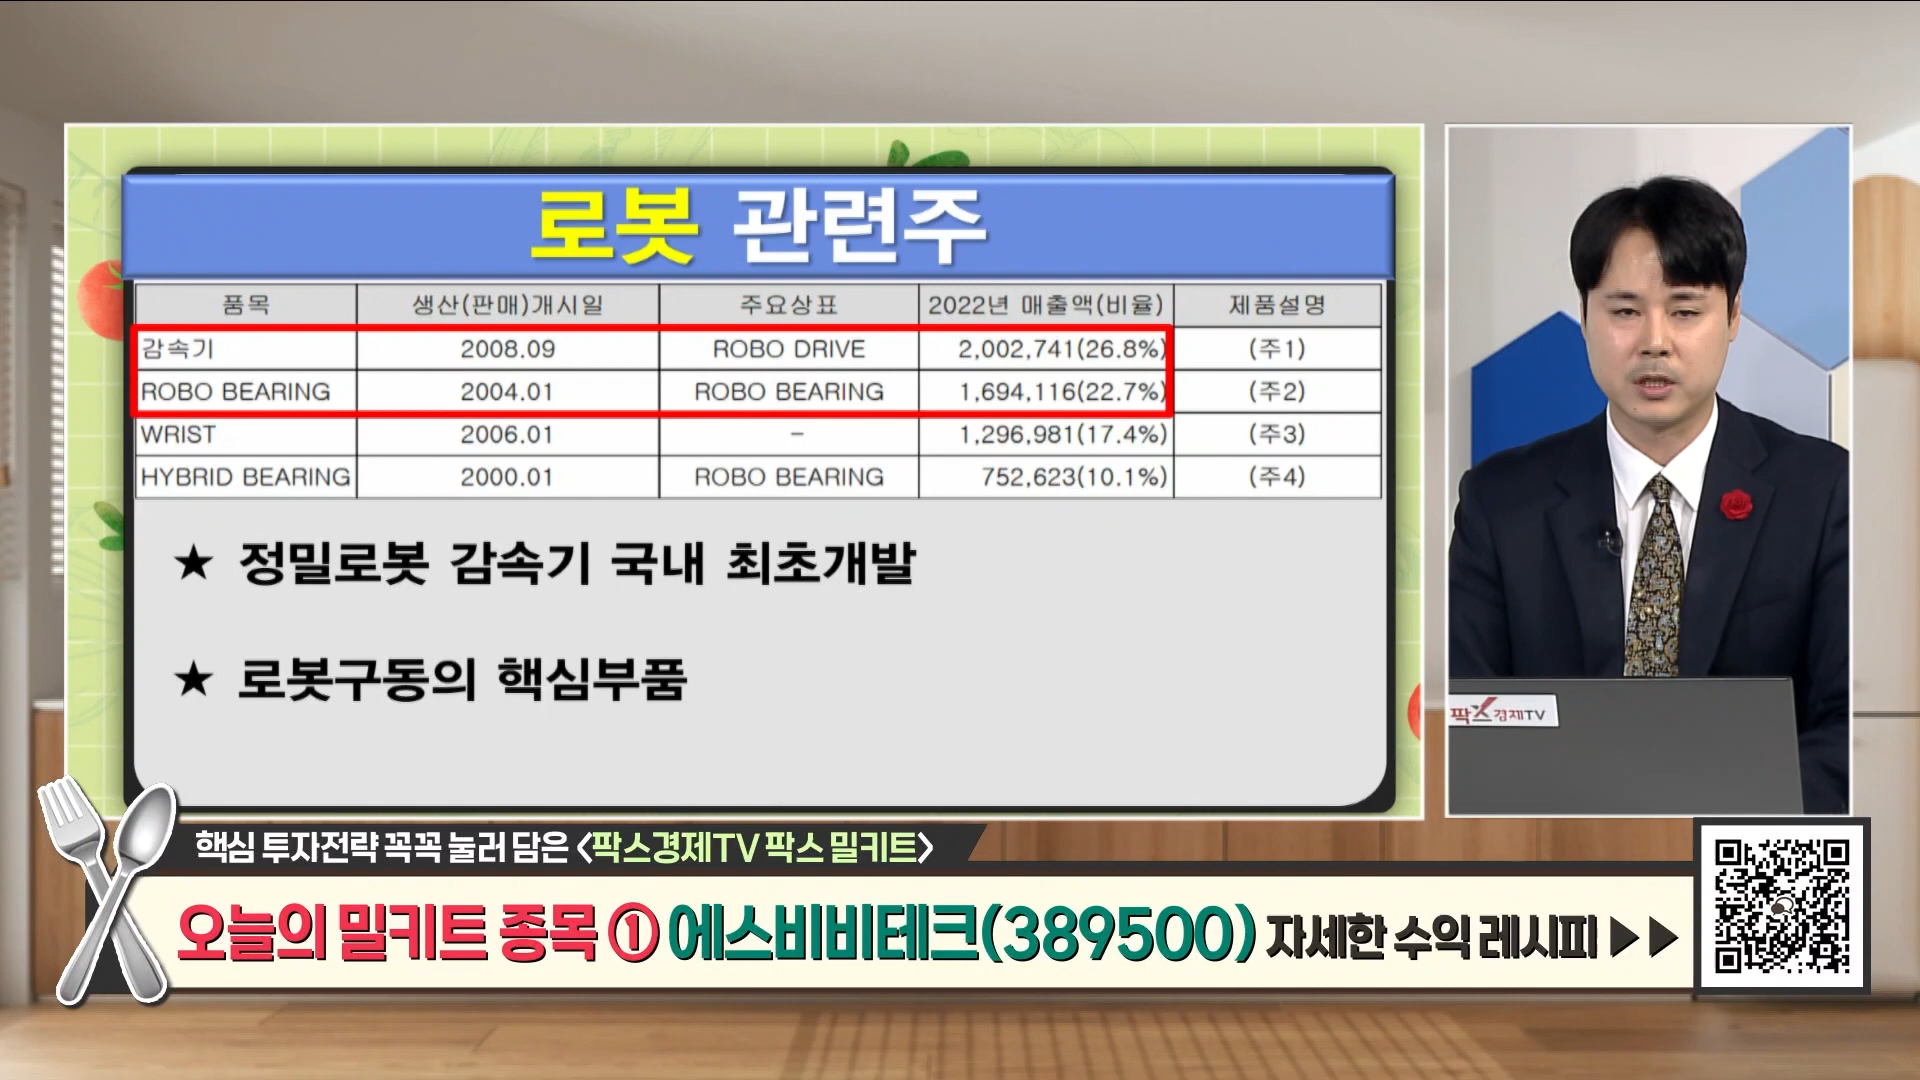 로봇 관련주
품목 생산(판매)개시일 주요상표 2022년 매출액(비율) 제품설명
감속기 2008.09 ROBO DRIVE 2,002,741(26.8%) (주1)
ROBO BEARING 2004.01 ROBO BEARING 1,694,116(22.7%) (주2)
WRIST 2006.01 - 1,296,981(17.4%) (주3)
HYBRID BEARING 2000.01 ROBO BEARING 752,623(10.1%) (주4)
★ 정밀로봇 감속기 국내 최초개발
★ 로봇구동의 핵심부품
팍스경제TV
핵심 투자전략 꼭꼭 눌러 담은 <팍스경제TV 팍스 밀키트>
오늘의 밀키트 종목 ① 에스비비테크(389500) 자세한 수익 레시피 ▶▶